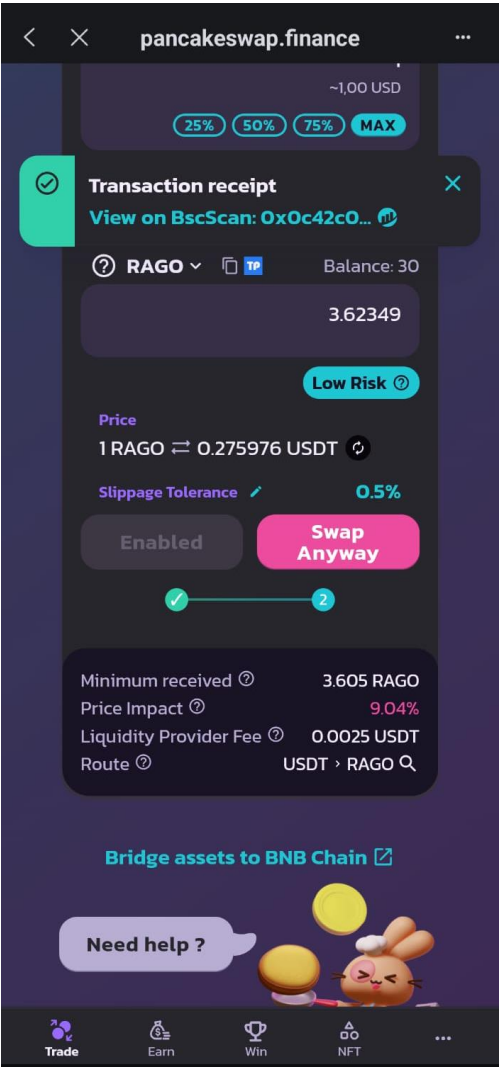 pancakeswap.finance
~1,00 USD
25% 50% 75% MAX
Transaction receipt
View on BscScan: 0x0c42c0...
RAGO TP Balance: 30
3.62349
Low Risk
Price
1 RAGO ⇄ 0.275976 USDT
Slippage Tolerance 0.5%
Enabled
Swap
Anyway
2
Minimum received 3.605 RAGO
Price Impact 9.04%
Liquidity Provider Fee 0.0025 USDT
Route USDT > RAGO
Bridge assets to BNB Chain
Need help ?
Trade Earn Win NFT